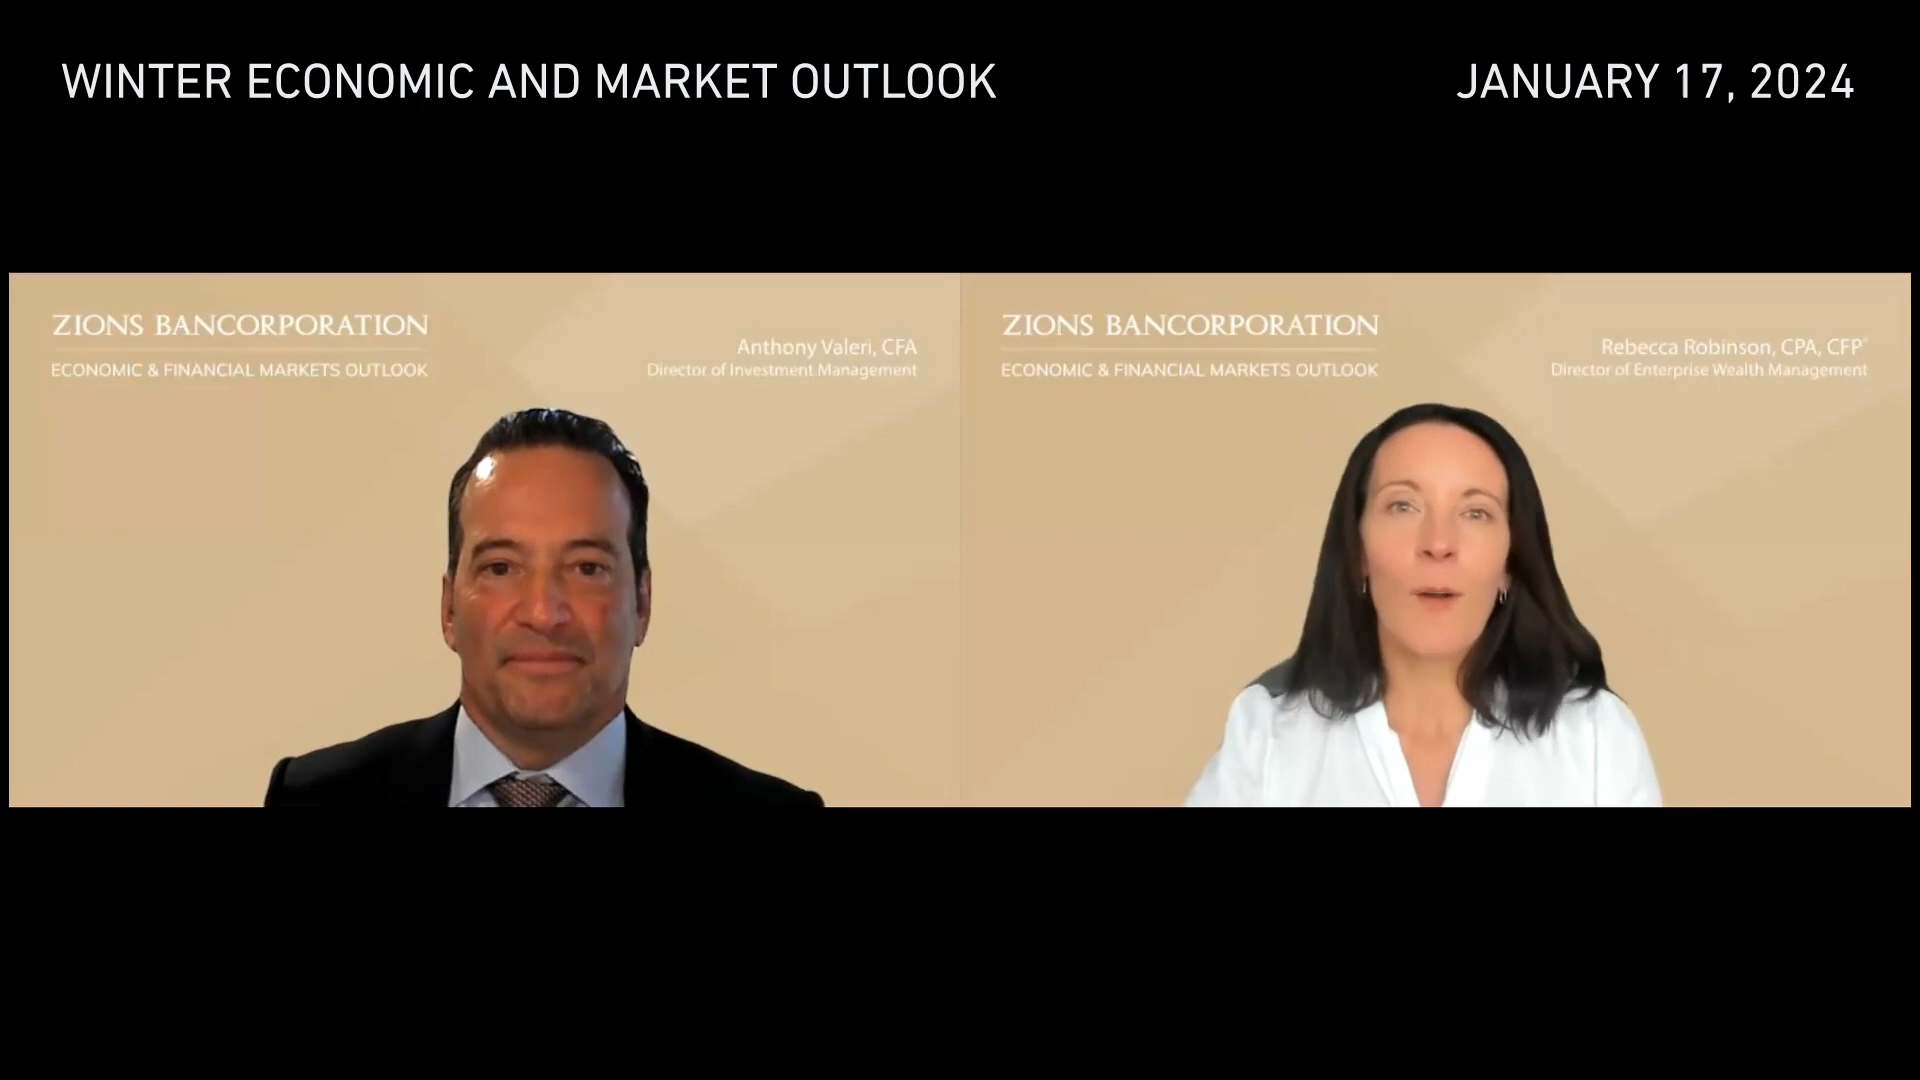 WINTER ECONOMIC AND MARKET OUTLOOK
JANUARY 17, 2024
ZIONS BANCORPORATION
ECONOMIC & FINANCIAL MARKETS OUTLOOK
Anthony Valeri, CFA
Director of Investment Management
ZIONS BANCORPORATION
ECONOMIC & FINANCIAL MARKETS OUTLOOK
Rebecca Robinson, CPA, CFP®
Director of Enterprise Wealth Management